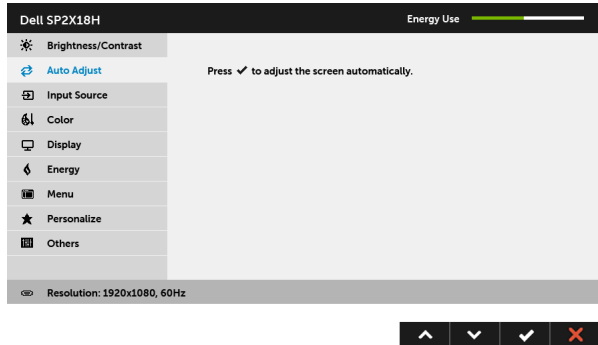 Dell SP2X18H
Energy Use
Brightness/Contrast
Auto Adjust
Press ✓ to adjust the screen automatically.
Input Source
Color
Display
Energy
Menu
Personalize
Others
Resolution: 1920x1080, 60Hz